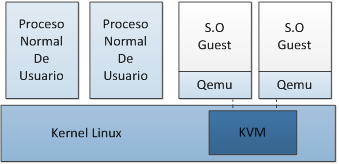 Proceso
Normal
De
Usuario
Proceso
Normal
De
Usuario
S.O
Guest
Qemu
S.O
Guest
Qemu
Kernel Linux
KVM